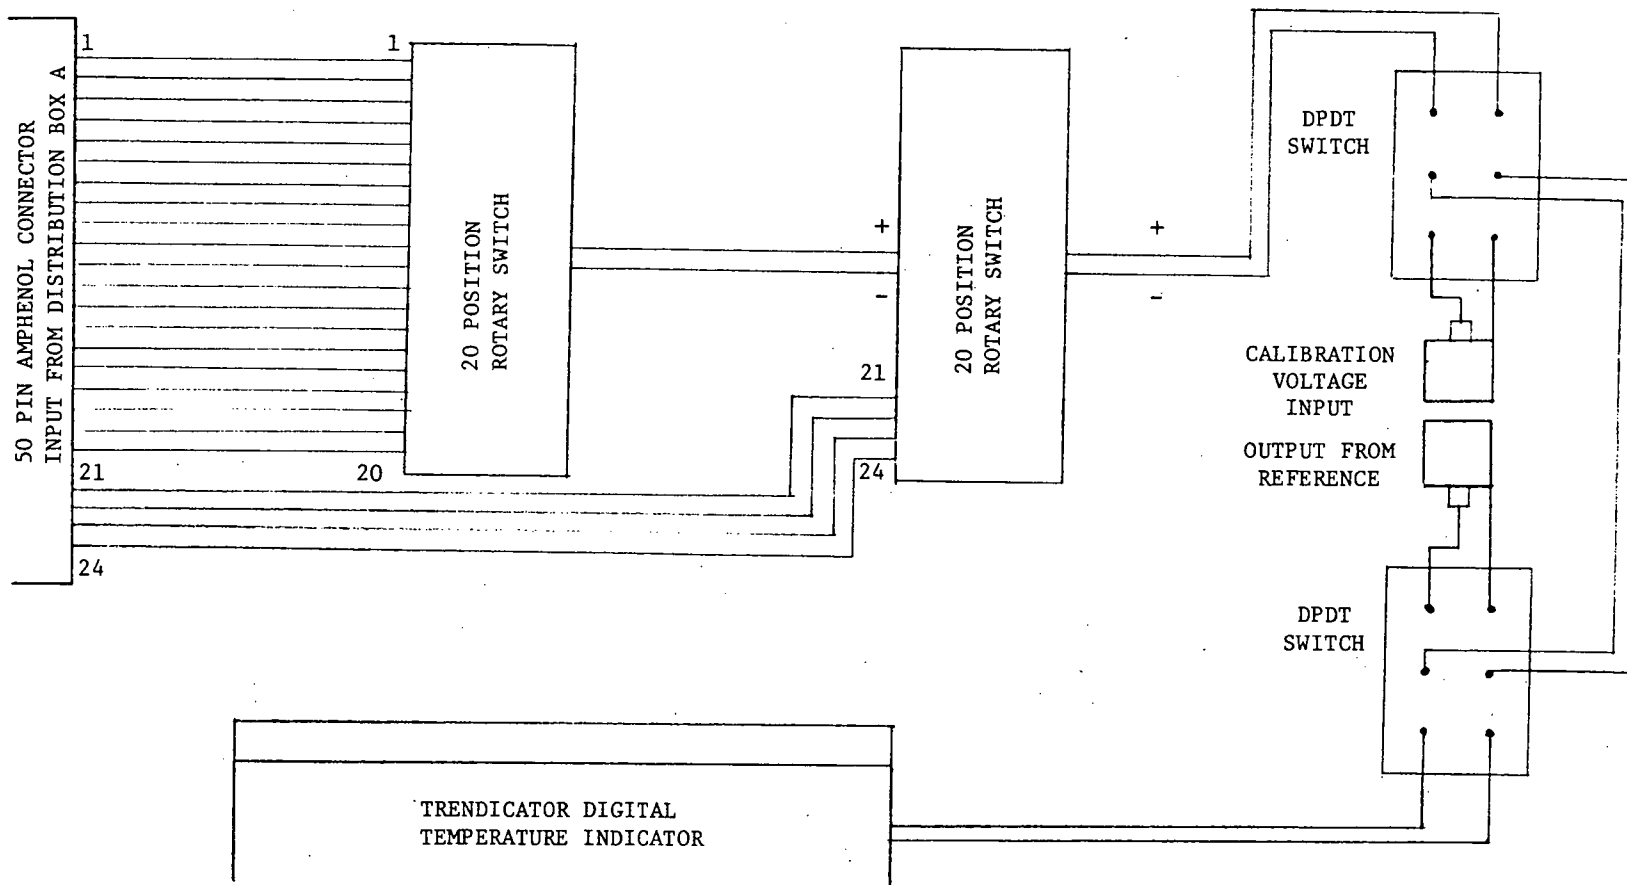 50 PIN AMPHENOL CONNECTOR
INPUT FROM DISTRIBUTION BOX A
1
1
20 POSITION
ROTARY SWITCH
21
20
24
+
-
20 POSITION
ROTARY SWITCH
21
24
+
-
DPDT
SWITCH
CALIBRATION
VOLTAGE
INPUT
OUTPUT FROM
REFERENCE
DPDT
SWITCH
TRENDICATOR DIGITAL
TEMPERATURE INDICATOR